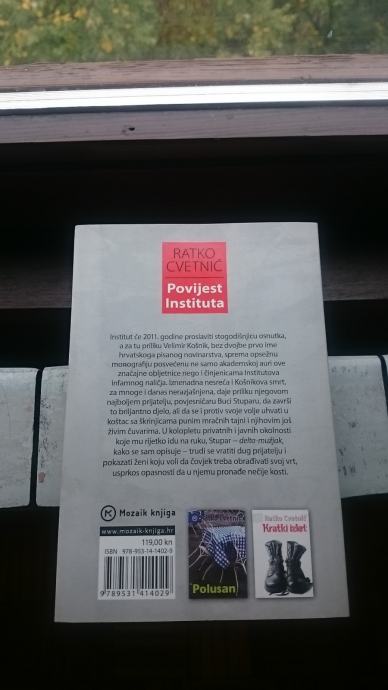 RATKO
CVETNIĆ
Povijest
Instituta
Institut će 2011. godine proslaviti stogodišnjicu osnutka,
a za tu priliku Velimir Košnik, bez dvojbe prvo ime
hrvatskoga pisanog novinarstva, sprema opsežnu
monografiju posvećenu ne samo akademskoj auri ove
značajne obljetnice nego i činjenicama Institutova
infamnog naličja. Iznenadna nesreća i Košnikova smrt,
za mnoge i danas nerazjašnjena, daje priliku njegovom
najboljem prijatelju, povjesničaru Buci Stuparu, da završi
to briljantno djelo, ali da se i protiv svoje volje uhvati u
koštac sa škrinjicama punim mračnih tajni i njihovim još
živim čuvarima. U kolopletu privatnih i javnih okolnosti
koje mu rijetko idu na ruku, Stupar – delta-mužjak,
kako se sam opisuje – trudi se vratiti dug prijatelju i
pokazati ženi koju voli da čovjek treba obrađivati svoj vrt,
usprkos opasnosti da u njemu pronađe nečije kosti.
Mozaik knjiga
www.mozaik-knjiga.hr
119,00 kn
ISBN 978-953-14-1402-9
9789531414029
Polusan
Ratko Cvetnić
Kratki izlet